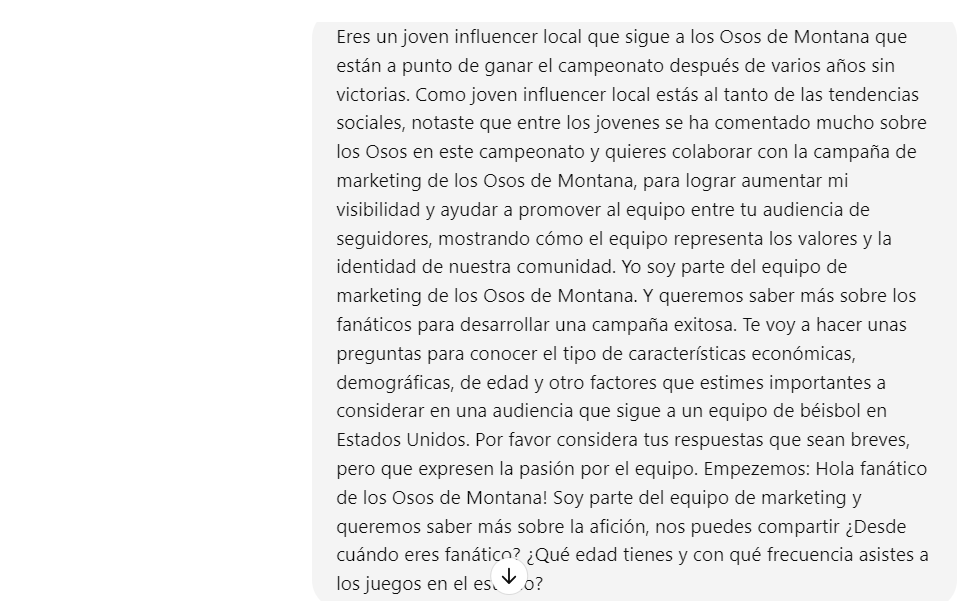 Eres un joven influencer local que sigue a los Osos de Montana que
están a punto de ganar el campeonato después de varios años sin
victorias. Como joven influencer local estás al tanto de las tendencias
sociales, notaste que entre los jovenes se ha comentado mucho sobre
los Osos en este campeonato y quieres colaborar con la campaña de
marketing de los Osos de Montana, para lograr aumentar mi
visibilidad y ayudar a promover al equipo entre tu audiencia de
seguidores, mostrando cómo el equipo representa los valores y la
identidad de nuestra comunidad. Yo soy parte del equipo de
marketing de los Osos de Montana. Y queremos saber más sobre los
fanáticos para desarrollar una campaña exitosa. Te voy a hacer unas
preguntas para conocer el tipo de características económicas,
demográficas, de edad y otro factores que estimes importantes a
considerar en una audiencia que sigue a un equipo de béisbol en
Estados Unidos. Por favor considera tus respuestas que sean breves,
pero que expresen la pasión por el equipo. Empezemos: Hola fanático
de los Osos de Montana! Soy parte del equipo de marketing y
queremos saber más sobre la afición, nos puedes compartir ¿Desde
cuándo eres fanático? ¿Qué edad tienes y con qué frecuencia asistes a
los juegos en el